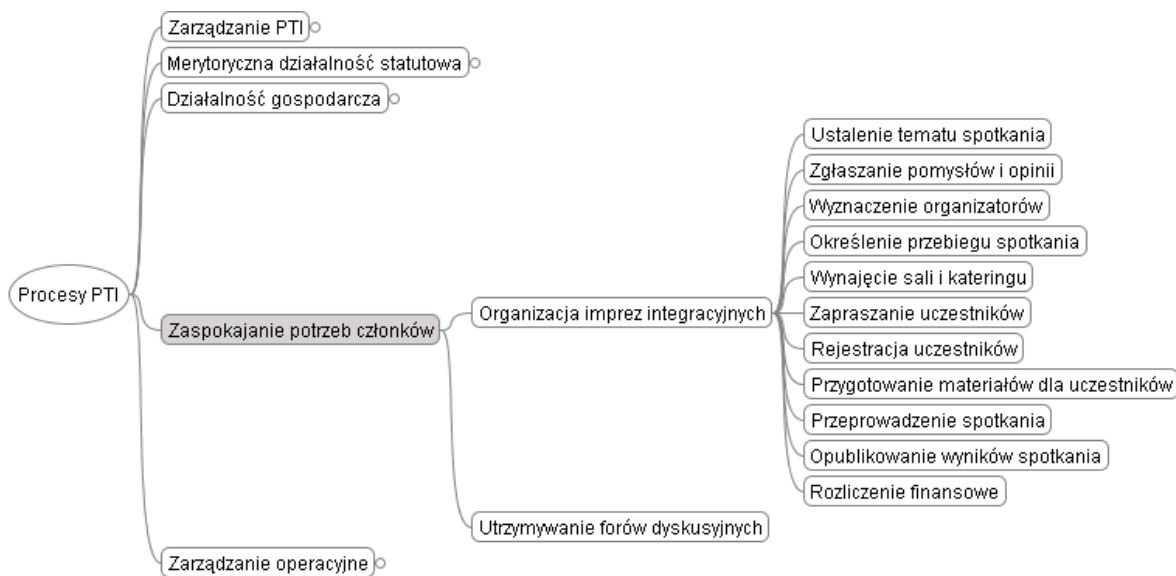 Zarządzanie PTI
Merytoryczna działalność statutowa
Działalność gospodarcza
Ustalenie tematu spotkania
Zgłaszanie pomysłów i opinii
Wyznaczenie organizatorów
Określenie przebiegu spotkania
Procesy PTI
Wynajęcie sali i kateringu
Zaspokajanie potrzeb członków
Organizacja imprez integracyjnych
Zapraszanie uczestników
Rejestracja uczestników
Przygotowanie materiałów dla uczestników
Przeprowadzenie spotkania
Opublikowanie wyników spotkania
Rozliczenie finansowe
Utrzymywanie forów dyskusyjnych
Zarządzanie operacyjne